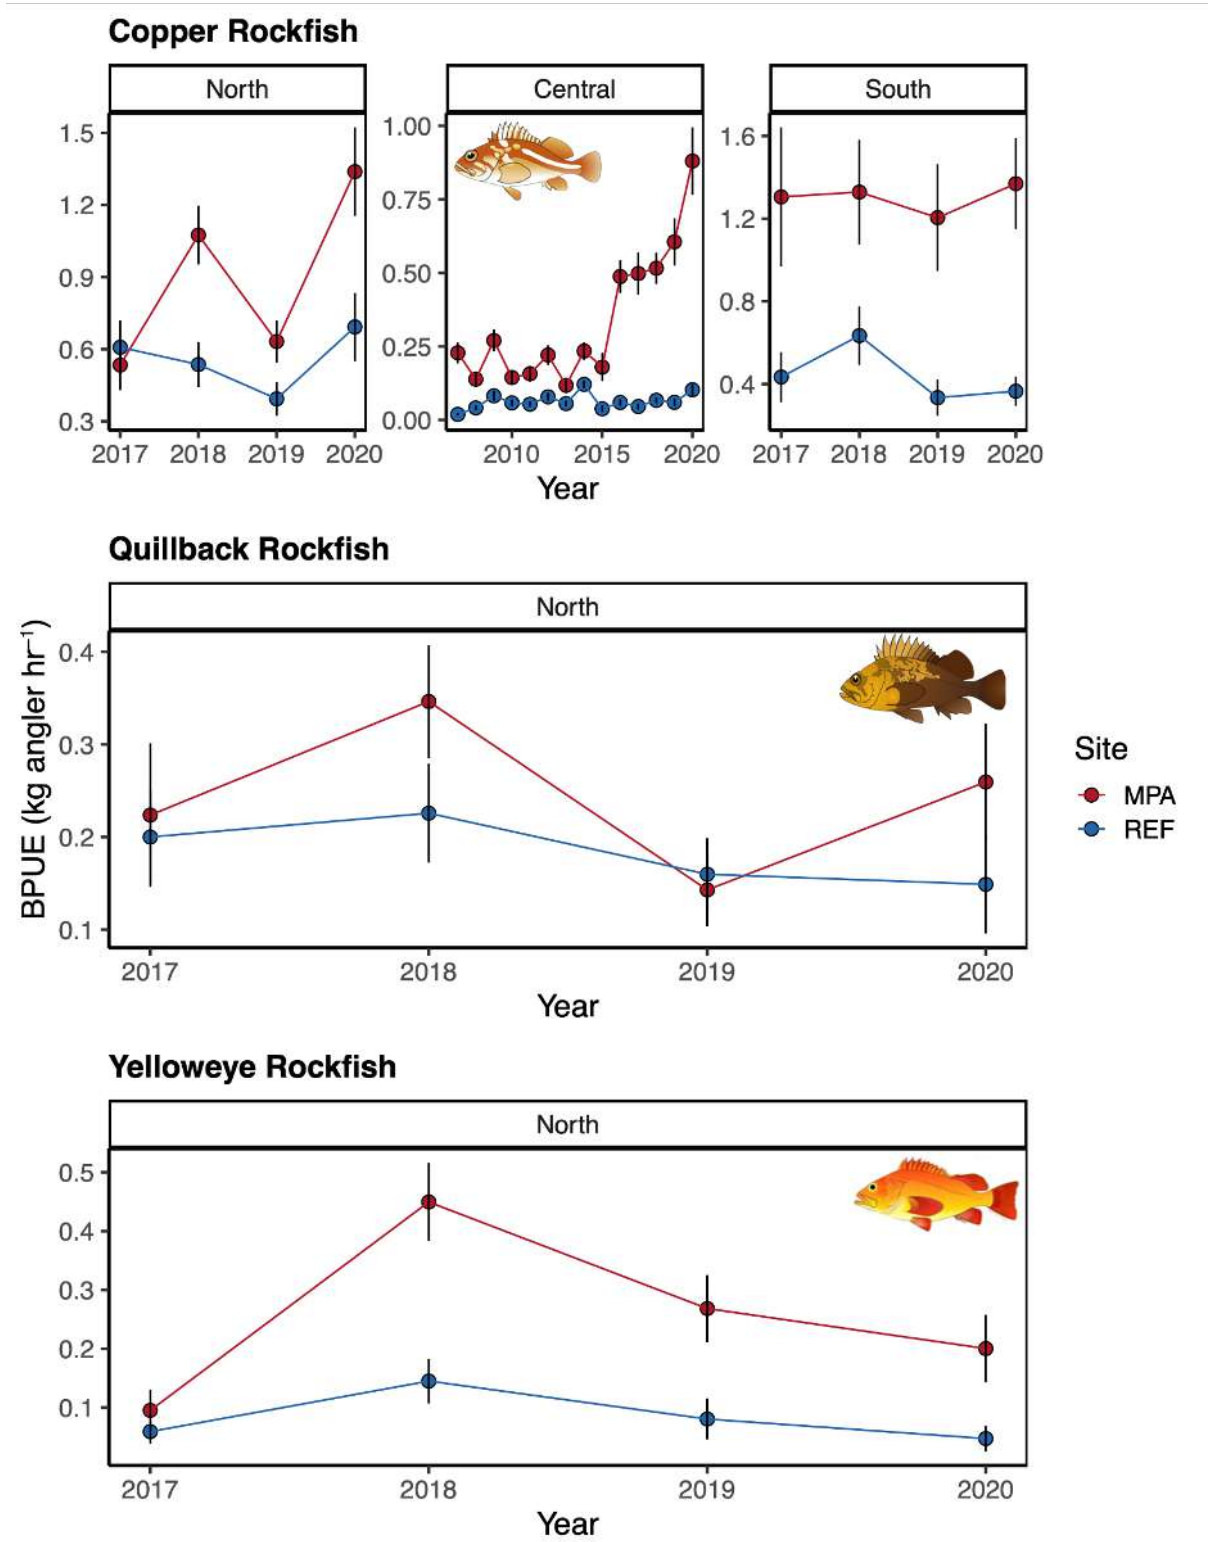 Copper Rockfish
North Central South
1.5
1.2
0.9
0.6
0.3
1.00
0.75
0.50
0.25
0.00
1.6
1.2
0.8
0.4
2017 2018 2019 2020 2010 2015 2020 2017 2018 2019 2020
Year
Quillback Rockfish
North
BPUE (kg angler hr⁻¹)
0.4
0.3
0.2
0.1
2017 2018 2019 2020
Year
Site
MPA
REF
Yelloweye Rockfish
North
0.5
0.4
0.3
0.2
0.1
2017 2018 2019 2020
Year